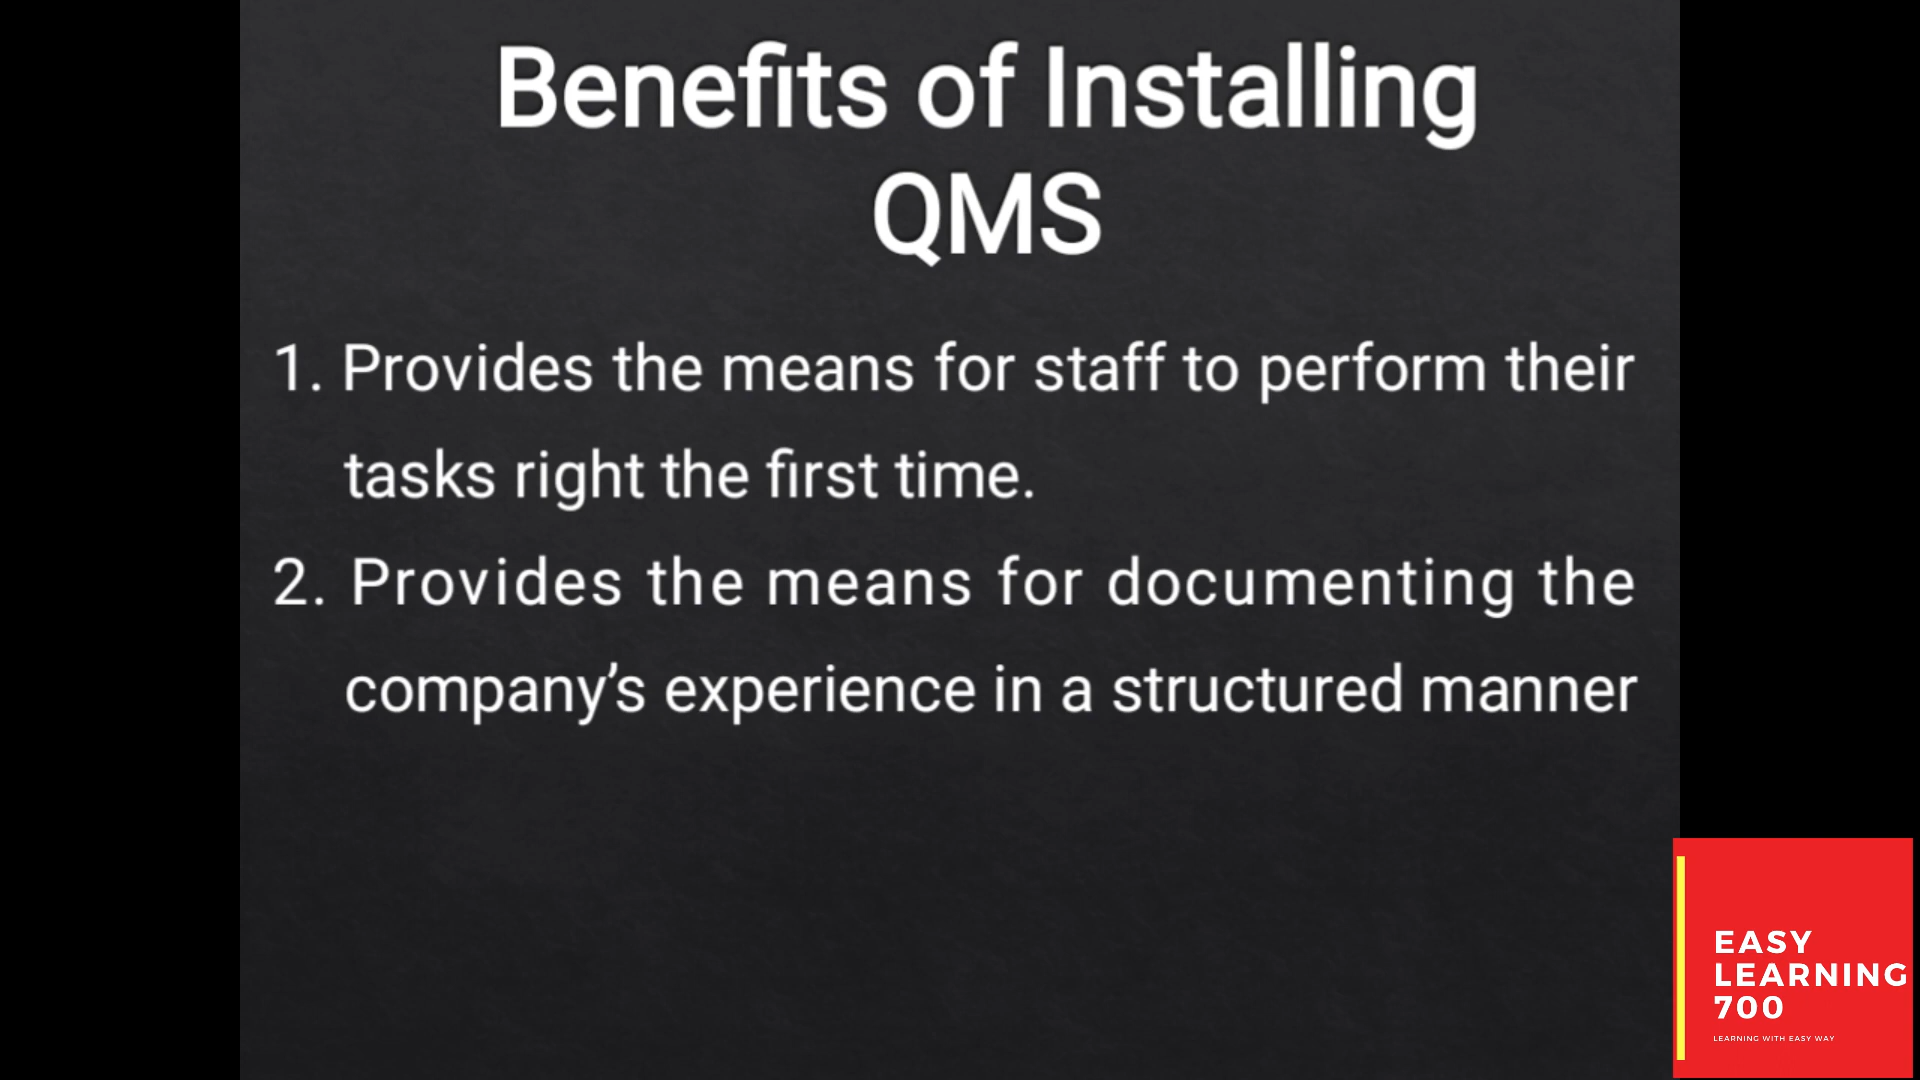 Benefits of Installing
QMS
1. Provides the means for staff to perform their
tasks right the first time.
2. Provides the means for documenting the
company’s experience in a structured manner
EASY
LEARNING
700
LEARNING WITH EASY WAY